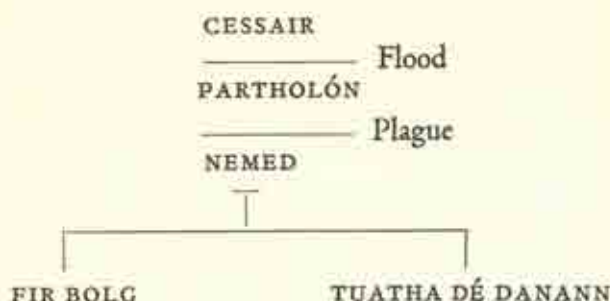 CESSAIR
Flood
PARTHOLÓN
Plague
NEMED
FIR BOLG TUATHA DÉ DANANN